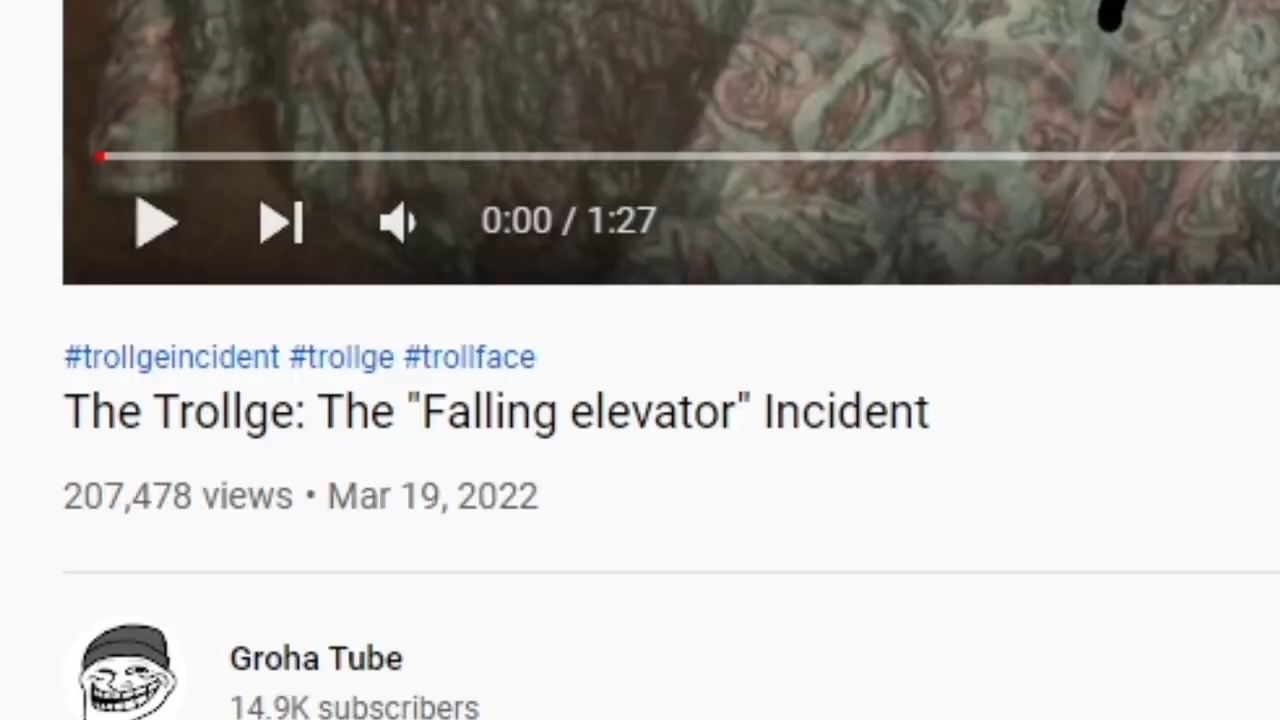 0:00 / 1:27
#trollgeincident #trollge #trollface
The Trollge: The "Falling elevator" Incident
207,478 views • Mar 19, 2022
Groha Tube
14.9K subscribers